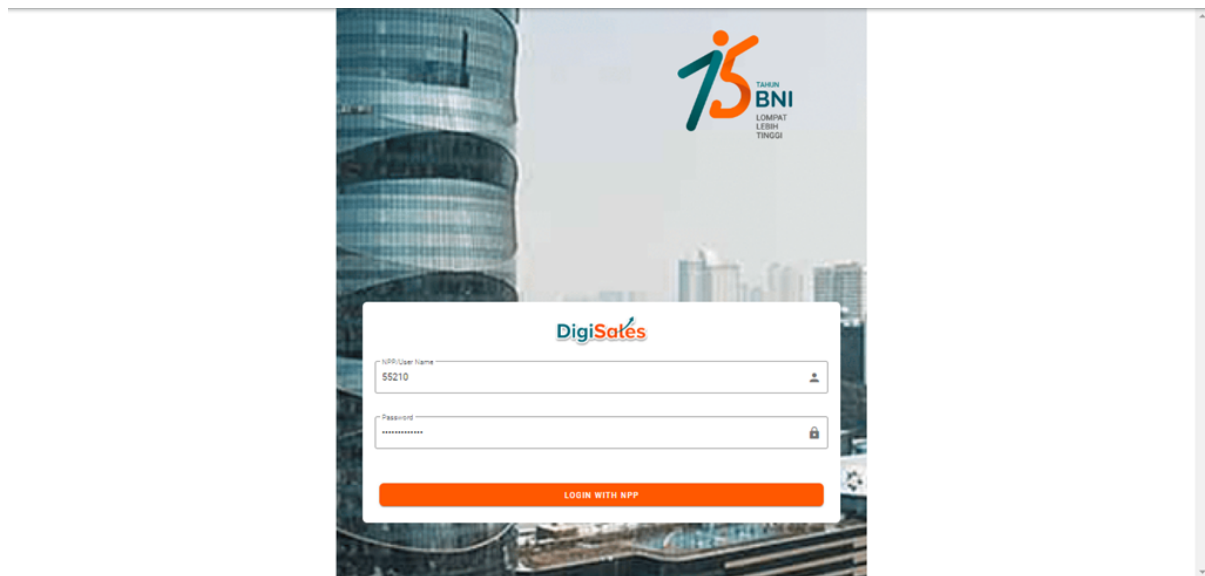 75
TAHUN
BNI
LOMPAT
LEBIH
TINGGI
DigiSales
NPP/User Name
55210
Password
•••••••••••••
LOGIN WITH NPP